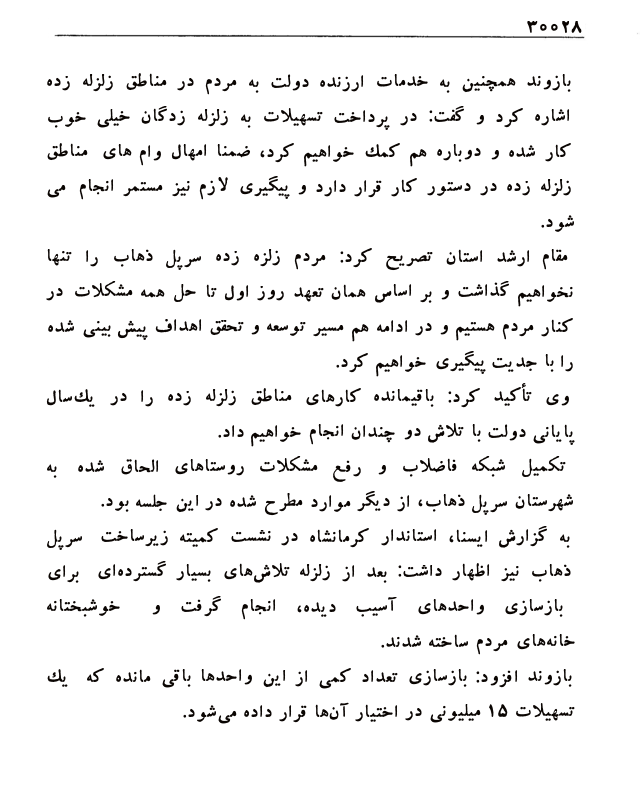 ۳۰۰۲۸
بازوند همچنین به خدمات ارزنده دولت به مردم در مناطق زلزله زده
اشاره کرد و گفت: در پرداخت تسهیلات به زلزله زدگان خیلی خوب
کار شده و دوباره هم کمك خواهیم کرد، ضمنا امهال وام های مناطق
زلزله زده در دستور کار قرار دارد و پیگیری لازم نیز مستمر انجام می
شود.
مقام ارشد استان تصریح کرد: مردم زلزه زده سرپل ذهاب را تنها
نخواهیم گذاشت و بر اساس همان تعهد روز اول تا حل همه مشکلات در
کنار مردم هستیم و در ادامه هم مسیر توسعه و تحقق اهداف پیش بینی شده
را با جدیت پیگیری خواهیم کرد.
وی تأکید کرد: باقیمانده کارهای مناطق زلزله زده را در یك‌سال
پایانی دولت با تلاش دو چندان انجام خواهیم داد.
تکمیل شبکه فاضلاب و رفع مشکلات روستاهای الحاق شده به
شهرستان سرپل ذهاب، از دیگر موارد مطرح شده در این جلسه بود.
به گزارش ایسنا، استاندار کرمانشاه در نشست کمیته زیرساخت سرپل
ذهاب نیز اظهار داشت: بعد از زلزله تلاش‌های بسیار گسترده‌ای برای
بازسازی واحدهای آسیب دیده، انجام گرفت و خوشبختانه
خانه‌های مردم ساخته شدند.
بازوند افزود: بازسازی تعداد کمی از این واحدها باقی مانده که یك
تسهیلات ۱۵ میلیونی در اختیار آن‌ها قرار داده می‌شود.